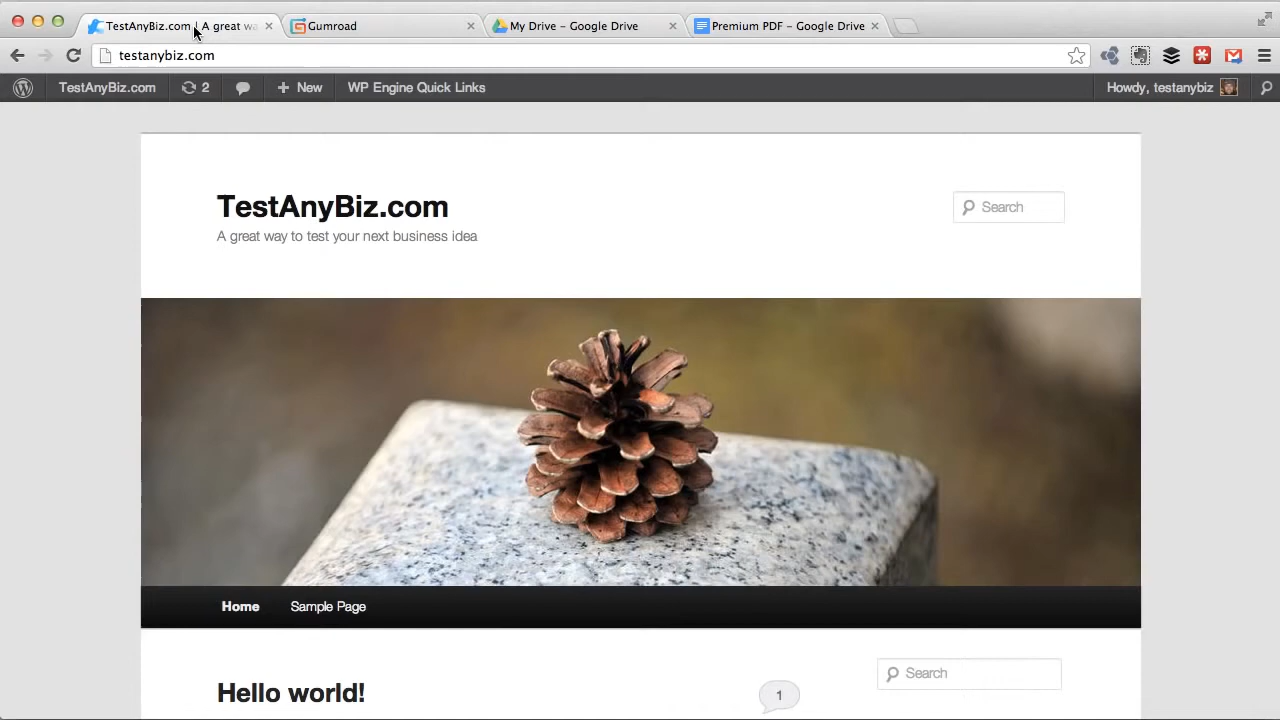 TestAnyBiz.com | A great wa
Gumroad
My Drive – Google Drive
Premium PDF – Google Drive
testanybiz.com
TestAnyBiz.com
2
New
WP Engine Quick Links
Howdy, testanybiz
TestAnyBiz.com
Search
A great way to test your next business idea
Home
Sample Page
Search
Hello world!
1